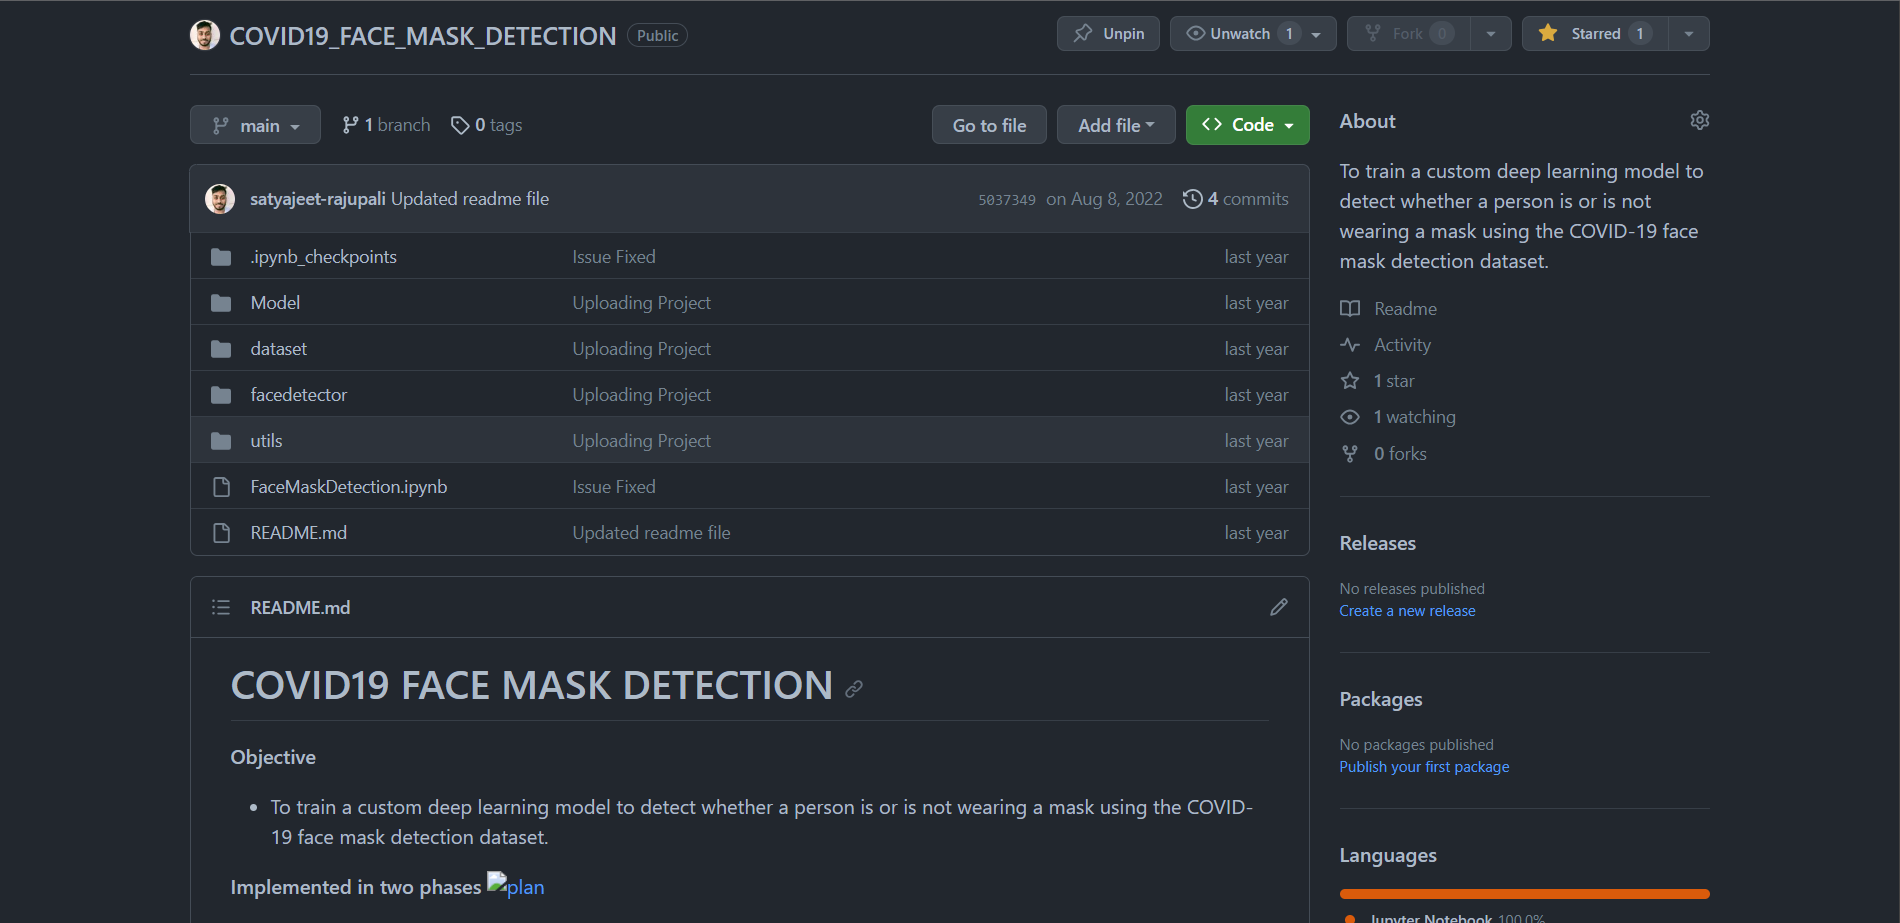 COVID19_FACE_MASK_DETECTION Public Unpin Unwatch 1 Fork 0 Starred 1
main 1 branch 0 tags Go to file Add file Code
satyajeet-rajupali Updated readme file 5037349 on Aug 8, 2022 4 commits
.ipynb_checkpoints Issue Fixed last year
Model Uploading Project last year
dataset Uploading Project last year
facedetector Uploading Project last year
utils Uploading Project last year
FaceMaskDetection.ipynb Issue Fixed last year
README.md Updated readme file last year
README.md
COVID19 FACE MASK DETECTION
Objective
• To train a custom deep learning model to detect whether a person is or is not wearing a mask using the COVID-
19 face mask detection dataset.
Implemented in two phases plan
About
To train a custom deep learning model to
detect whether a person is or is not
wearing a mask using the COVID-19 face
mask detection dataset.
Readme
Activity
1 star
1 watching
0 forks
Releases
No releases published
Create a new release
Packages
No packages published
Publish your first package
Languages
Jupyter Notebook 100.0%